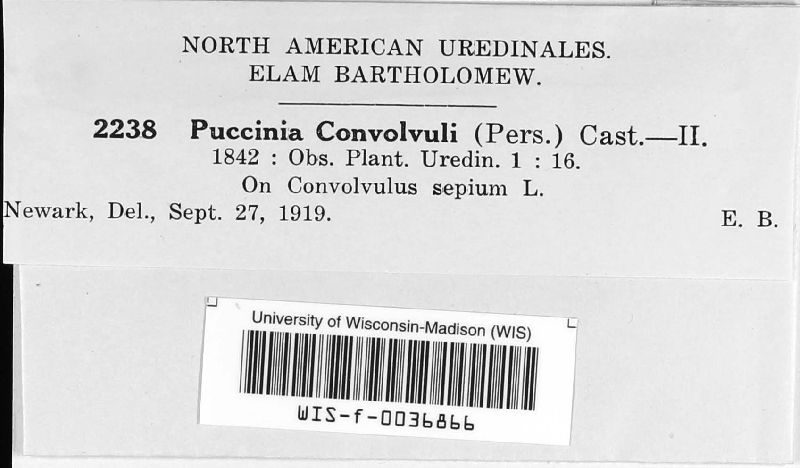 NORTH AMERICAN UREDINALES.
ELAM BARTHOLOMEW.
2238 Puccinia Convolvuli (Pers.) Cast.—II.
1842 : Obs. Plant. Uredin. 1 : 16.
On Convolvulus sepium L.
Newark, Del., Sept. 27, 1919. E. B.
University of Wisconsin-Madison (WIS)
WIS-f-0036866